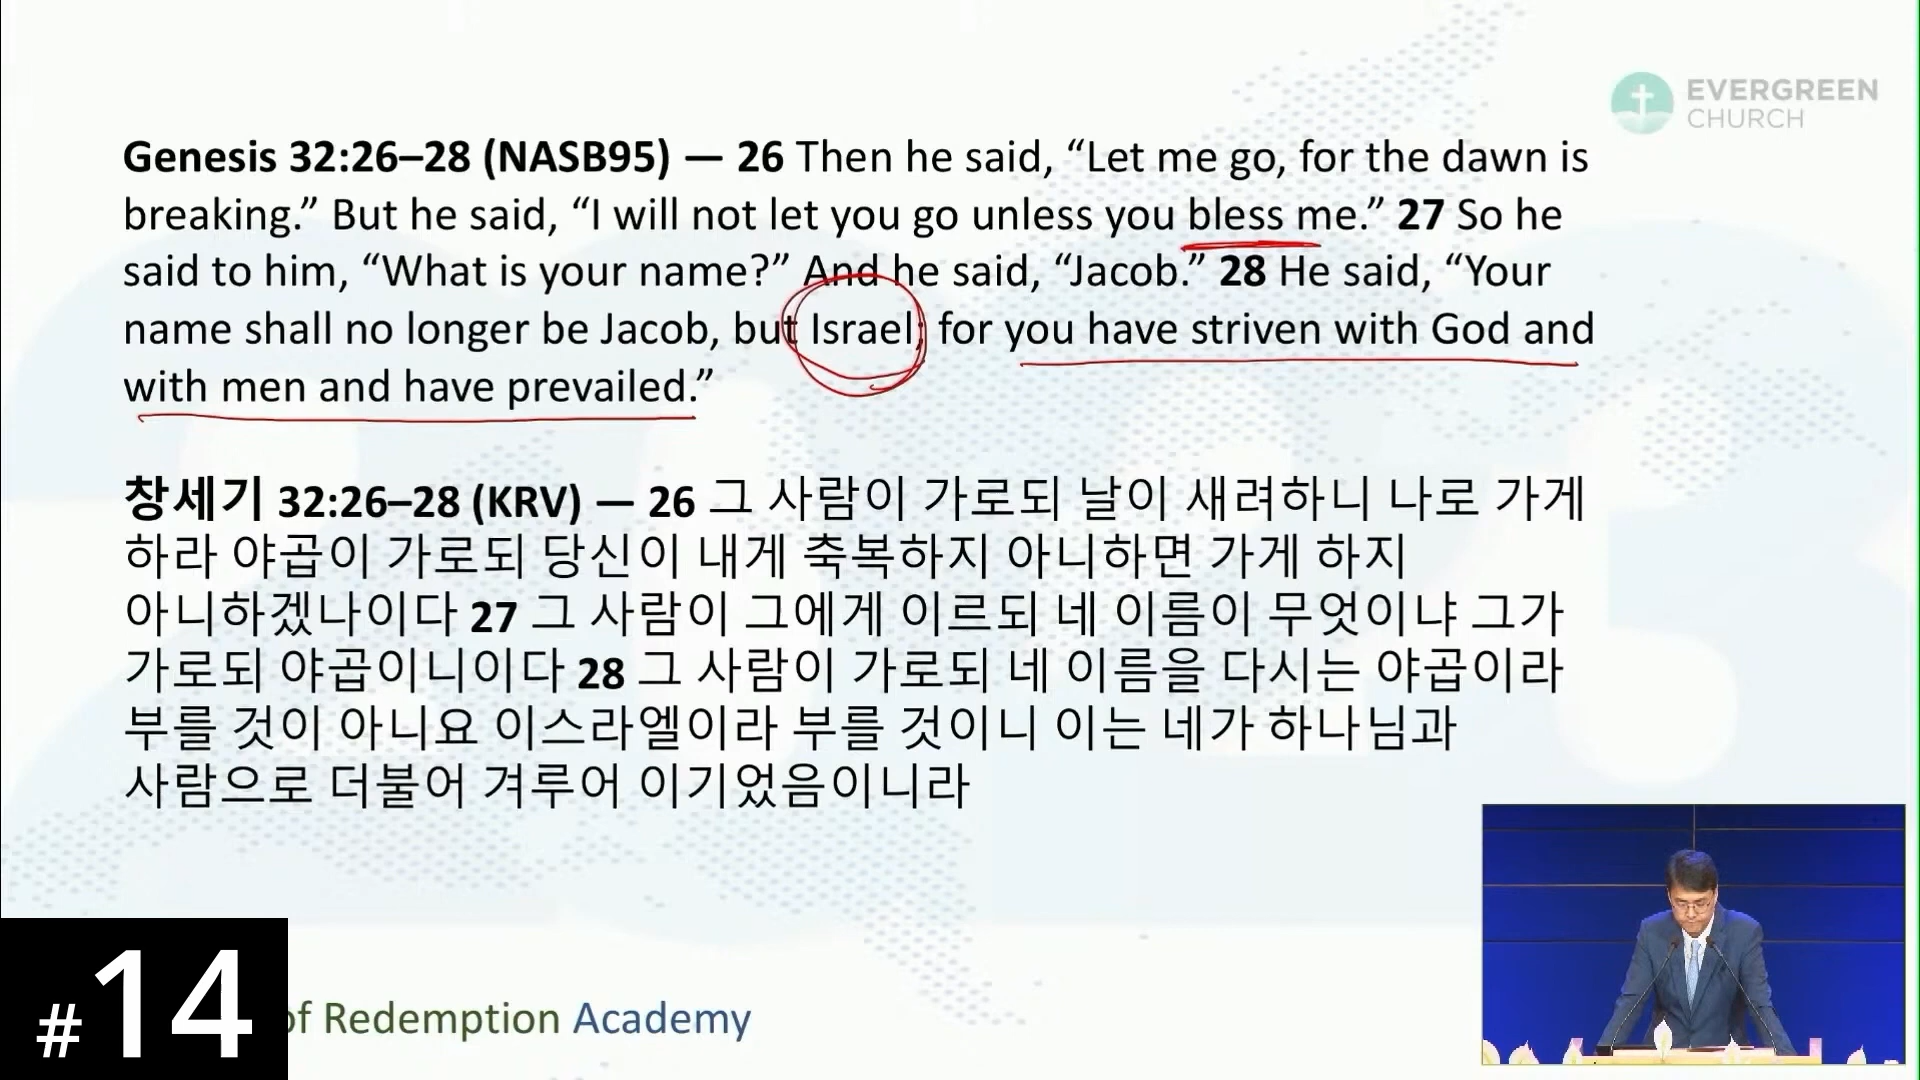 EVERGREEN
CHURCH
Genesis 32:26–28 (NASB95) — 26 Then he said, “Let me go, for the dawn is
breaking.” But he said, “I will not let you go unless you bless me.” 27 So he
said to him, “What is your name?” And he said, “Jacob.” 28 He said, “Your
name shall no longer be Jacob, but Israel; for you have striven with God and
with men and have prevailed.”
창세기 32:26–28 (KRV) — 26 그 사람이 가로되 날이 새려하니 나로 가게
하라 야곱이 가로되 당신이 내게 축복하지 아니하면 가게 하지
아니하겠나이다 27 그 사람이 그에게 이르되 네 이름이 무엇이냐 그가
가로되 야곱이니이다 28 그 사람이 가로되 네 이름을 다시는 야곱이라
부를 것이 아니요 이스라엘이라 부를 것이니 이는 네가 하나님과
사람으로 더불어 겨루어 이기었음이니라
#14
of Redemption Academy